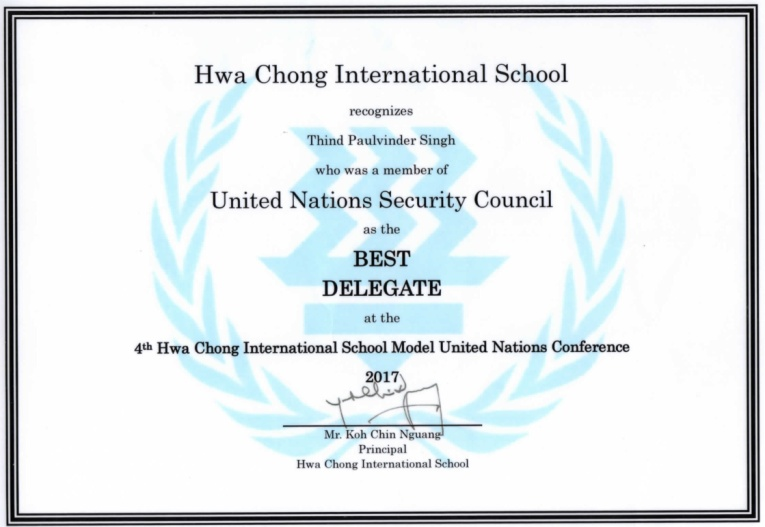 Hwa Chong International School
recognizes
Thind Paulvinder Singh
who was a member of
United Nations Security Council
as the
BEST
DELEGATE
at the
4th Hwa Chong International School Model United Nations Conference
2017
Mr. Koh Chin Nguang
Principal
Hwa Chong International School